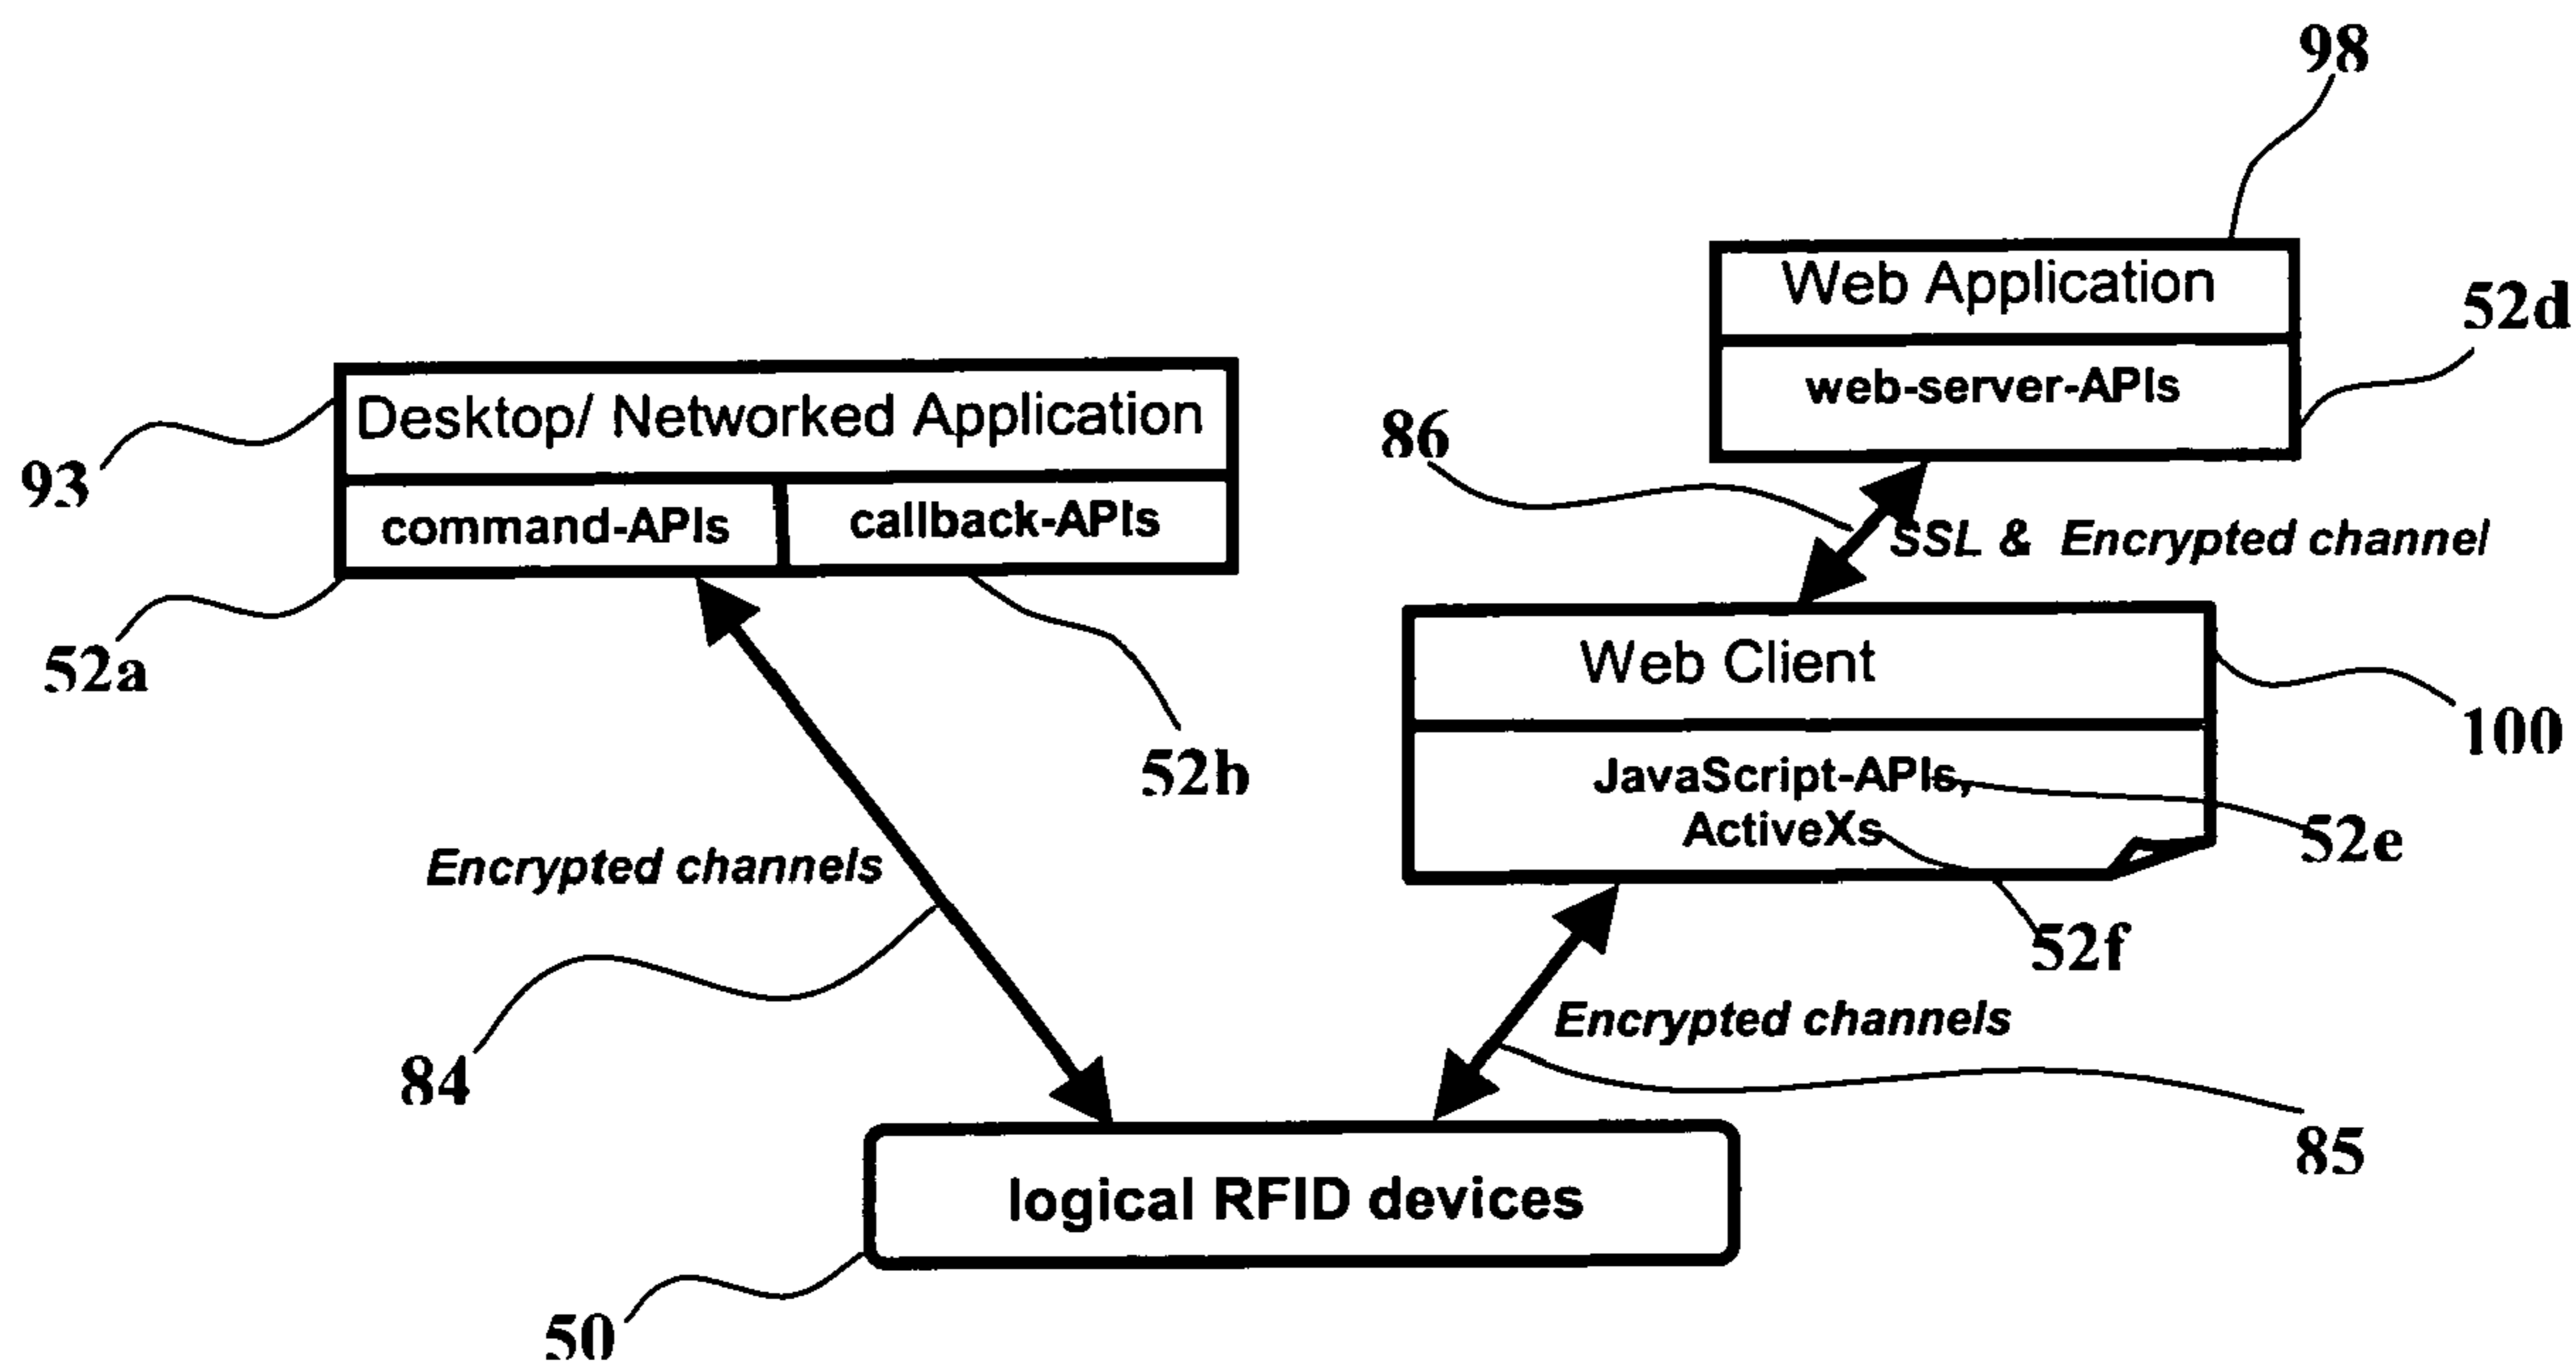 98
Web Application
52d
web-server-APIs
86
Desktop/ Networked Application
93
command-APIs
callback-APIs
SSL & Encrypted channel
52a
Web Client
100
52b
JavaScript-APIs,
ActiveXs
52e
Encrypted channels
52f
Encrypted channels
84
85
logical RFID devices
50